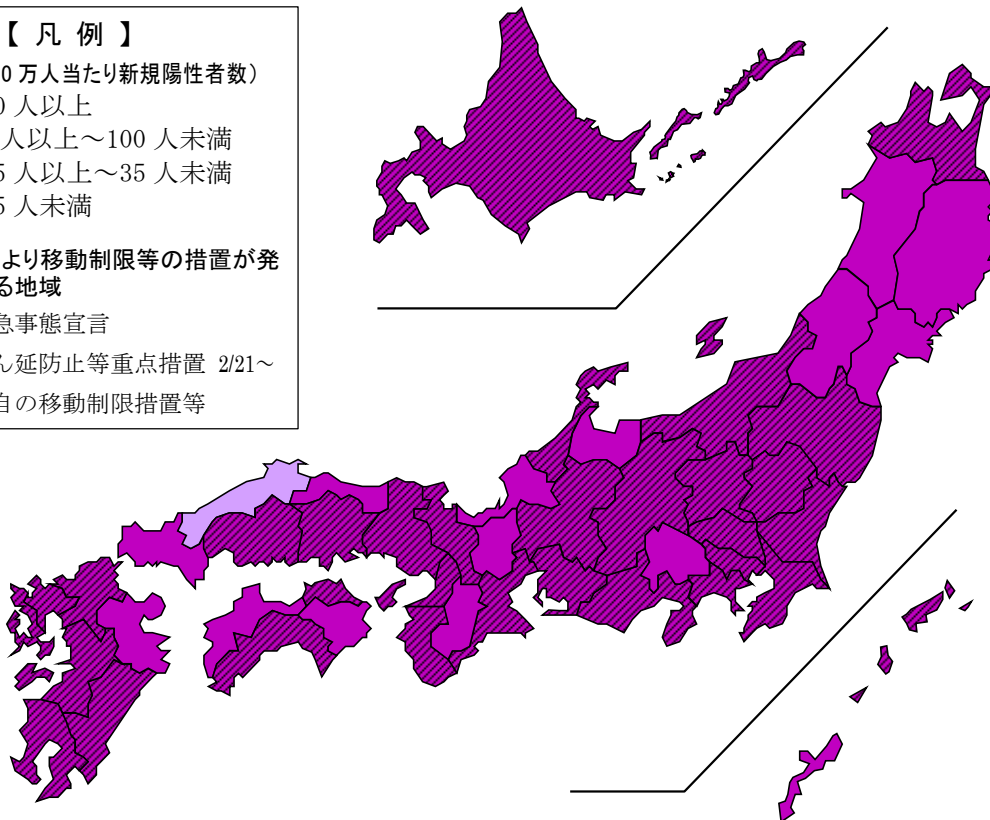 【 凡 例 】
0 万人当たり新規陽性者数）
0 人以上
人以上～100 人未満
5 人以上～35 人未満
5 人未満
より移動制限等の措置が発
る地域
急事態宣言
ん延防止等重点措置 2/21～
自の移動制限措置等